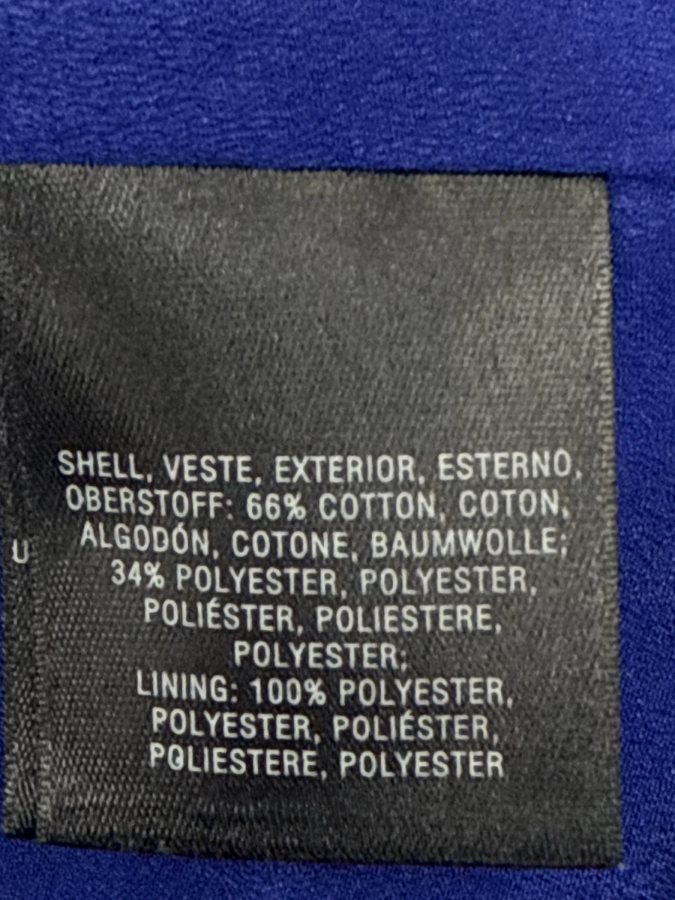 SHELL, VESTE, EXTERIOR, ESTERNO,
OBERSTOFF: 66% COTTON, COTON,
ALGODÓN, COTONE, BAUMWOLLE;
U
34% POLYESTER, POLYESTER,
POLIÉSTER, POLIESTERE,
POLYESTER;
LINING: 100% POLYESTER,
POLYESTER, POLIÉSTER,
POLIESTERE, POLYESTER